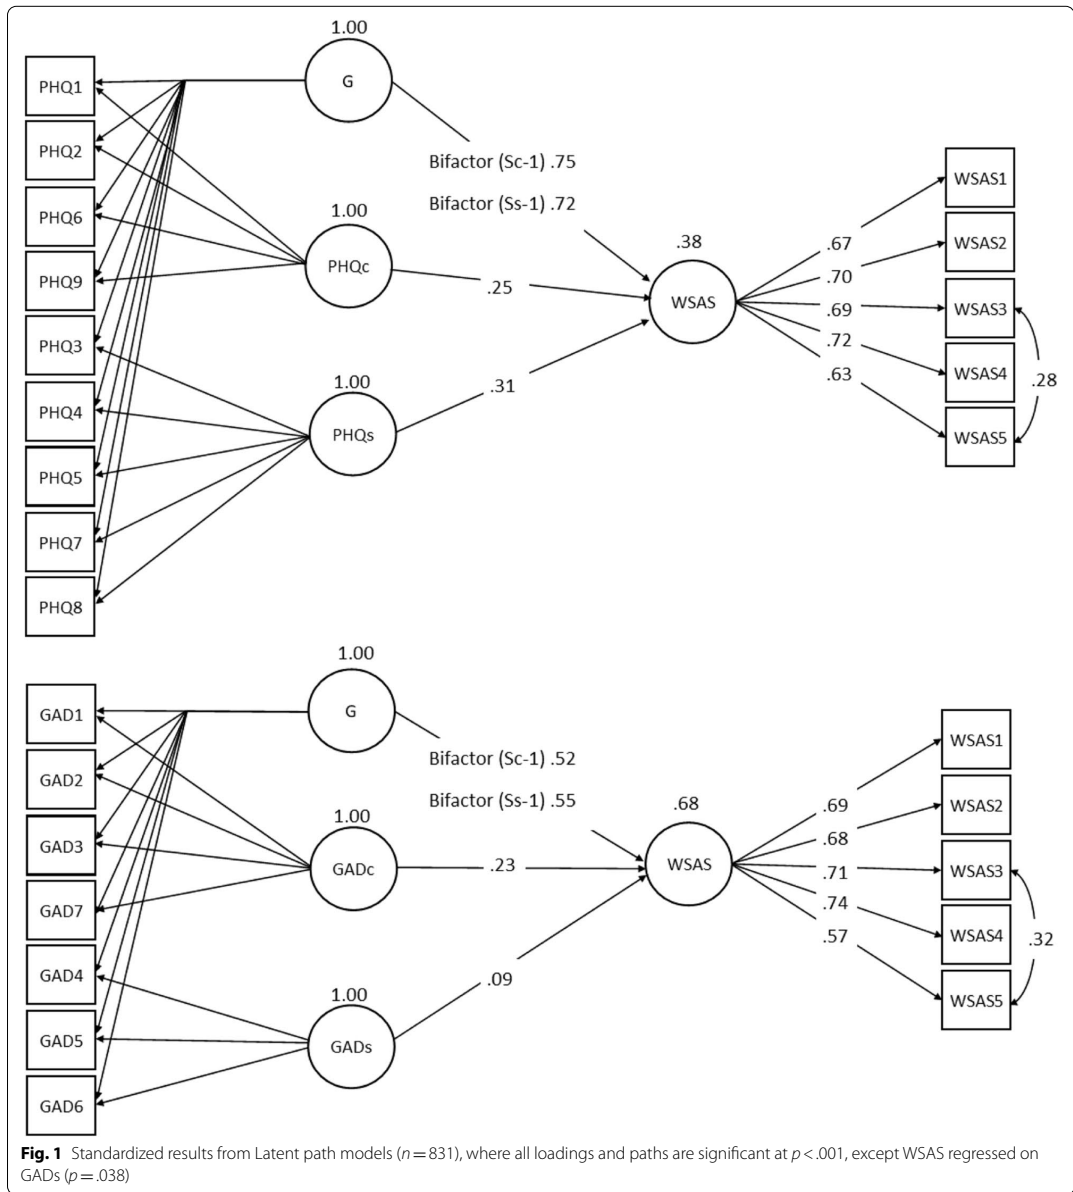 1.00
G
PHQ1
PHQ2
PHQ6
PHQ9
PHQ3
PHQ4
PHQ5
PHQ7
PHQ8
1.00
PHQc
1.00
PHQs
Bifactor (Sc-1) .75
Bifactor (Ss-1) .72
.25
.31
.38
WSAS
.67
.70
.69
.72
.63
WSAS1
WSAS2
WSAS3
WSAS4
WSAS5
.28
1.00
G
GAD1
GAD2
GAD3
GAD7
GAD4
GAD5
GAD6
1.00
GADc
1.00
GADs
Bifactor (Sc-1) .52
Bifactor (Ss-1) .55
.23
.09
.68
WSAS
.69
.68
.71
.74
.57
WSAS1
WSAS2
WSAS3
WSAS4
WSAS5
.32
Fig. 1 Standardized results from Latent path models (n = 831), where all loadings and paths are significant at p < .001, except WSAS regressed on
GADs (p = .038)